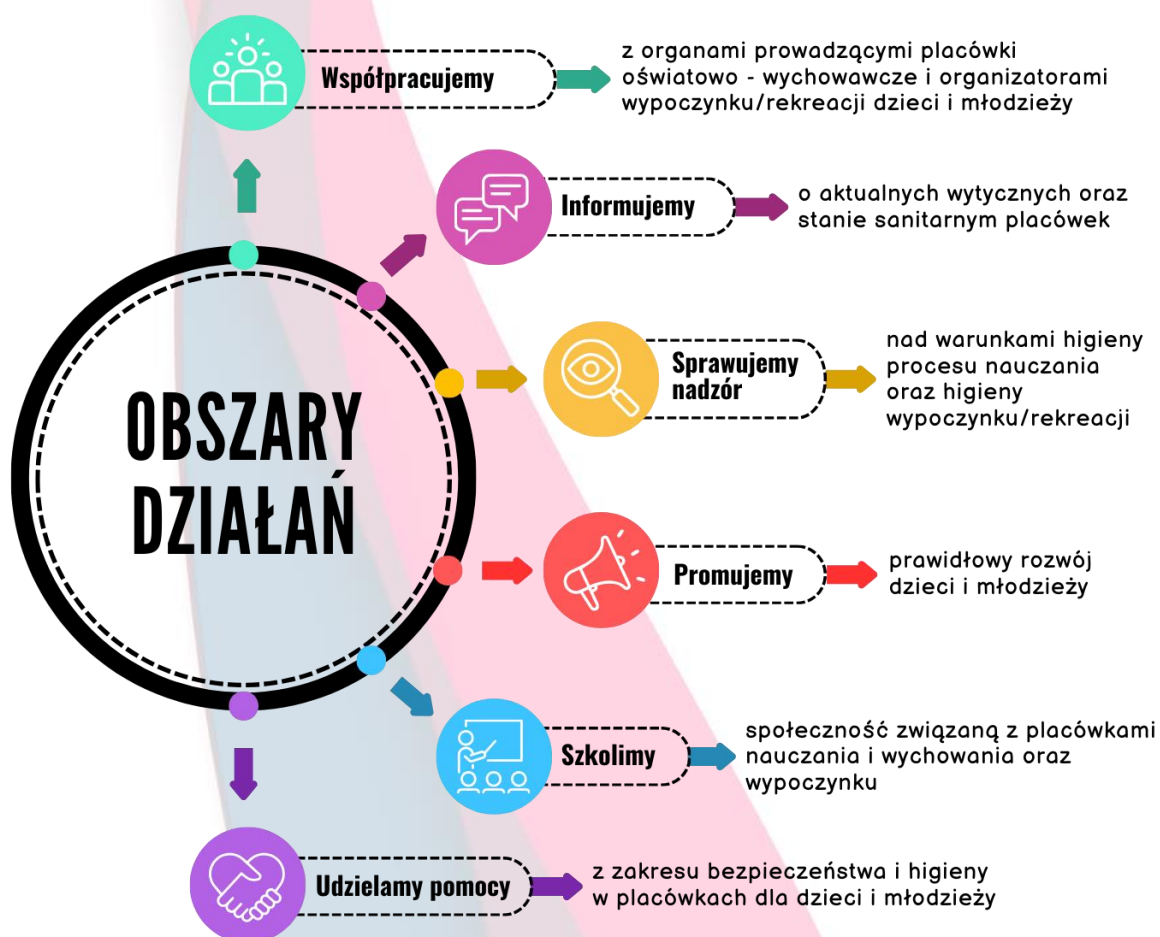 Współpracujemy
z organami prowadzącymi placówki
oświatowo - wychowawcze i organizatorami
wypoczynku/rekreacji dzieci i młodzieży
Informujemy
o aktualnych wytycznych oraz
stanie sanitarnym placówek
OBSZARY
DZIAŁAŃ
Sprawujemy
nadzór
nad warunkami higieny
procesu nauczania
oraz higieny
wypoczynku/rekreacji
Promujemy
prawidłowy rozwój
dzieci i młodzieży
Szkolimy
społeczność związaną z placówkami
nauczania i wychowania oraz
wypoczynku
Udzielamy pomocy
z zakresu bezpieczeństwa i higieny
w placówkach dla dzieci i młodzieży